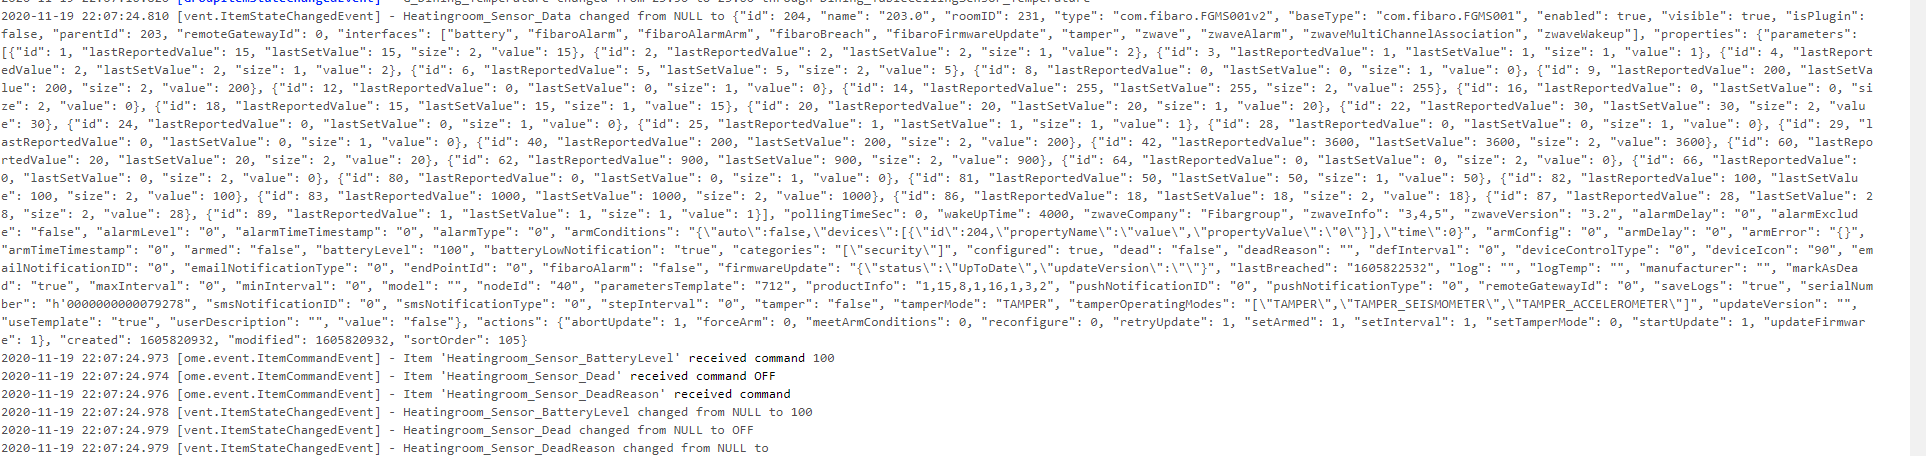 2020-11-19 22:07:24.810 [vent.ItemStateChangedEvent] - Heatingroom_Sensor_Data changed from NULL to {"id": 204, "name": "203.0", "roomID": 231, "type": "com.fibaro.FGMS001v2", "baseType": "com.fibaro.FGMS001", "enabled": true, "visible": true, "isPlugin":
false, "parentId": 203, "remoteGatewayId": 0, "interfaces": ["battery", "fibaroAlarm", "fibaroAlarmArm", "fibaroBreach", "fibaroFirmwareUpdate", "tamper", "zwave", "zwaveAlarm", "zwaveMultiChannelAssociation", "zwaveWakeup"], "properties": {"parameters":
[{"id": 1, "lastReportedValue": 15, "lastSetValue": 15, "size": 2, "value": 15}, {"id": 2, "lastReportedValue": 2, "lastSetValue": 2, "size": 1, "value": 2}, {"id": 3, "lastReportedValue": 1, "lastSetValue": 1, "size": 1, "value": 1}, {"id": 4, "lastReport
edValue": 2, "lastSetValue": 2, "size": 1, "value": 2}, {"id": 6, "lastReportedValue": 5, "lastSetValue": 5, "size": 2, "value": 5}, {"id": 8, "lastReportedValue": 0, "lastSetValue": 0, "size": 1, "value": 0}, {"id": 9, "lastReportedValue": 200, "lastSetVa
lue": 200, "size": 2, "value": 200}, {"id": 12, "lastReportedValue": 0, "lastSetValue": 0, "size": 1, "value": 0}, {"id": 14, "lastReportedValue": 255, "lastSetValue": 255, "size": 2, "value": 255}, {"id": 16, "lastReportedValue": 0, "lastSetValue": 0, "si
ze": 2, "value": 0}, {"id": 18, "lastReportedValue": 15, "lastSetValue": 15, "size": 1, "value": 15}, {"id": 20, "lastReportedValue": 20, "lastSetValue": 20, "size": 1, "value": 20}, {"id": 22, "lastReportedValue": 30, "lastSetValue": 30, "size": 2, "valu
e": 30}, {"id": 24, "lastReportedValue": 0, "lastSetValue": 0, "size": 1, "value": 0}, {"id": 25, "lastReportedValue": 1, "lastSetValue": 1, "size": 1, "value": 1}, {"id": 28, "lastReportedValue": 0, "lastSetValue": 0, "size": 1, "value": 0}, {"id": 29, "l
astReportedValue": 0, "lastSetValue": 0, "size": 1, "value": 0}, {"id": 40, "lastReportedValue": 200, "lastSetValue": 200, "size": 2, "value": 200}, {"id": 42, "lastReportedValue": 3600, "lastSetValue": 3600, "size": 2, "value": 3600}, {"id": 60, "lastRepo
rtedValue": 20, "lastSetValue": 20, "size": 2, "value": 20}, {"id": 62, "lastReportedValue": 900, "lastSetValue": 900, "size": 2, "value": 900}, {"id": 64, "lastReportedValue": 0, "lastSetValue": 0, "size": 2, "value": 0}, {"id": 66, "lastReportedValue":
0, "lastSetValue": 0, "size": 2, "value": 0}, {"id": 80, "lastReportedValue": 0, "lastSetValue": 0, "size": 1, "value": 0}, {"id": 81, "lastReportedValue": 50, "lastSetValue": 50, "size": 1, "value": 50}, {"id": 82, "lastReportedValue": 100, "lastSetValu
e": 100, "size": 2, "value": 100}, {"id": 83, "lastReportedValue": 1000, "lastSetValue": 1000, "size": 2, "value": 1000}, {"id": 86, "lastReportedValue": 18, "lastSetValue": 18, "size": 2, "value": 18}, {"id": 87, "lastReportedValue": 28, "lastSetValue": 2
8, "size": 2, "value": 28}, {"id": 89, "lastReportedValue": 1, "lastSetValue": 1, "size": 1, "value": 1}], "pollingTimeSec": 0, "wakeUpTime": 4000, "zwaveCompany": "Fibargroup", "zwaveInfo": "3,4,5", "zwaveVersion": "3.2", "alarmDelay": "0", "alarmExclud
e": "false", "alarmLevel": "0", "alarmTimeTimestamp": "0", "alarmType": "0", "armConditions": "{\"auto\":false,\"devices\":[{\"id\":204,\"propertyName\":\"value\",\"propertyValue\":\"0\"}],\"time\":0}", "armConfig": "0", "armDelay": "0", "armError": "{}",
"armTimeTimestamp": "0", "armed": "false", "batteryLevel": "100", "batteryLowNotification": "true", "categories": "[\"security\"]", "configured": true, "dead": "false", "deadReason": "", "defInterval": "0", "deviceControlType": "0", "deviceIcon": "90", "em
ailNotificationID": "0", "emailNotificationType": "0", "endPointId": "0", "fibaroAlarm": "false", "firmwareUpdate": "{\"status\":\"UpToDate\",\"updateVersion\":\"\"}", "lastBreached": "1605822532", "log": "", "logTemp": "", "manufacturer": "", "markAsDea
d": "true", "maxInterval": "0", "minInterval": "0", "model": "", "nodeId": "40", "parametersTemplate": "712", "productInfo": "1,15,8,1,16,1,3,2", "pushNotificationID": "0", "pushNotificationType": "0", "remoteGatewayId": "0", "saveLogs": "true", "serialNum
ber": "h'0000000000079278", "smsNotificationID": "0", "smsNotificationType": "0", "stepInterval": "0", "tamper": "false", "tamperMode": "TAMPER", "tamperOperatingModes": "[\"TAMPER\",\"TAMPER_SEISMOMETER\",\"TAMPER_ACCELEROMETER\"]", "updateVersion": "",
"useTemplate": "true", "userDescription": "", "value": "false"}, "actions": {"abortUpdate": 1, "forceArm": 0, "meetArmConditions": 0, "reconfigure": 0, "retryUpdate": 1, "setArmed": 1, "setInterval": 1, "setTamperMode": 0, "startUpdate": 1, "updateFirmwar
e": 1}, "created": 1605820932, "modified": 1605820932, "sortOrder": 105}
2020-11-19 22:07:24.973 [ome.event.ItemCommandEvent] - Item 'Heatingroom_Sensor_BatteryLevel' received command 100
2020-11-19 22:07:24.974 [ome.event.ItemCommandEvent] - Item 'Heatingroom_Sensor_Dead' received command OFF
2020-11-19 22:07:24.976 [ome.event.ItemCommandEvent] - Item 'Heatingroom_Sensor_DeadReason' received command
2020-11-19 22:07:24.978 [vent.ItemStateChangedEvent] - Heatingroom_Sensor_BatteryLevel changed from NULL to 100
2020-11-19 22:07:24.979 [vent.ItemStateChangedEvent] - Heatingroom_Sensor_Dead changed from NULL to OFF
2020-11-19 22:07:24.979 [vent.ItemStateChangedEvent] - Heatingroom_Sensor_DeadReason changed from NULL to